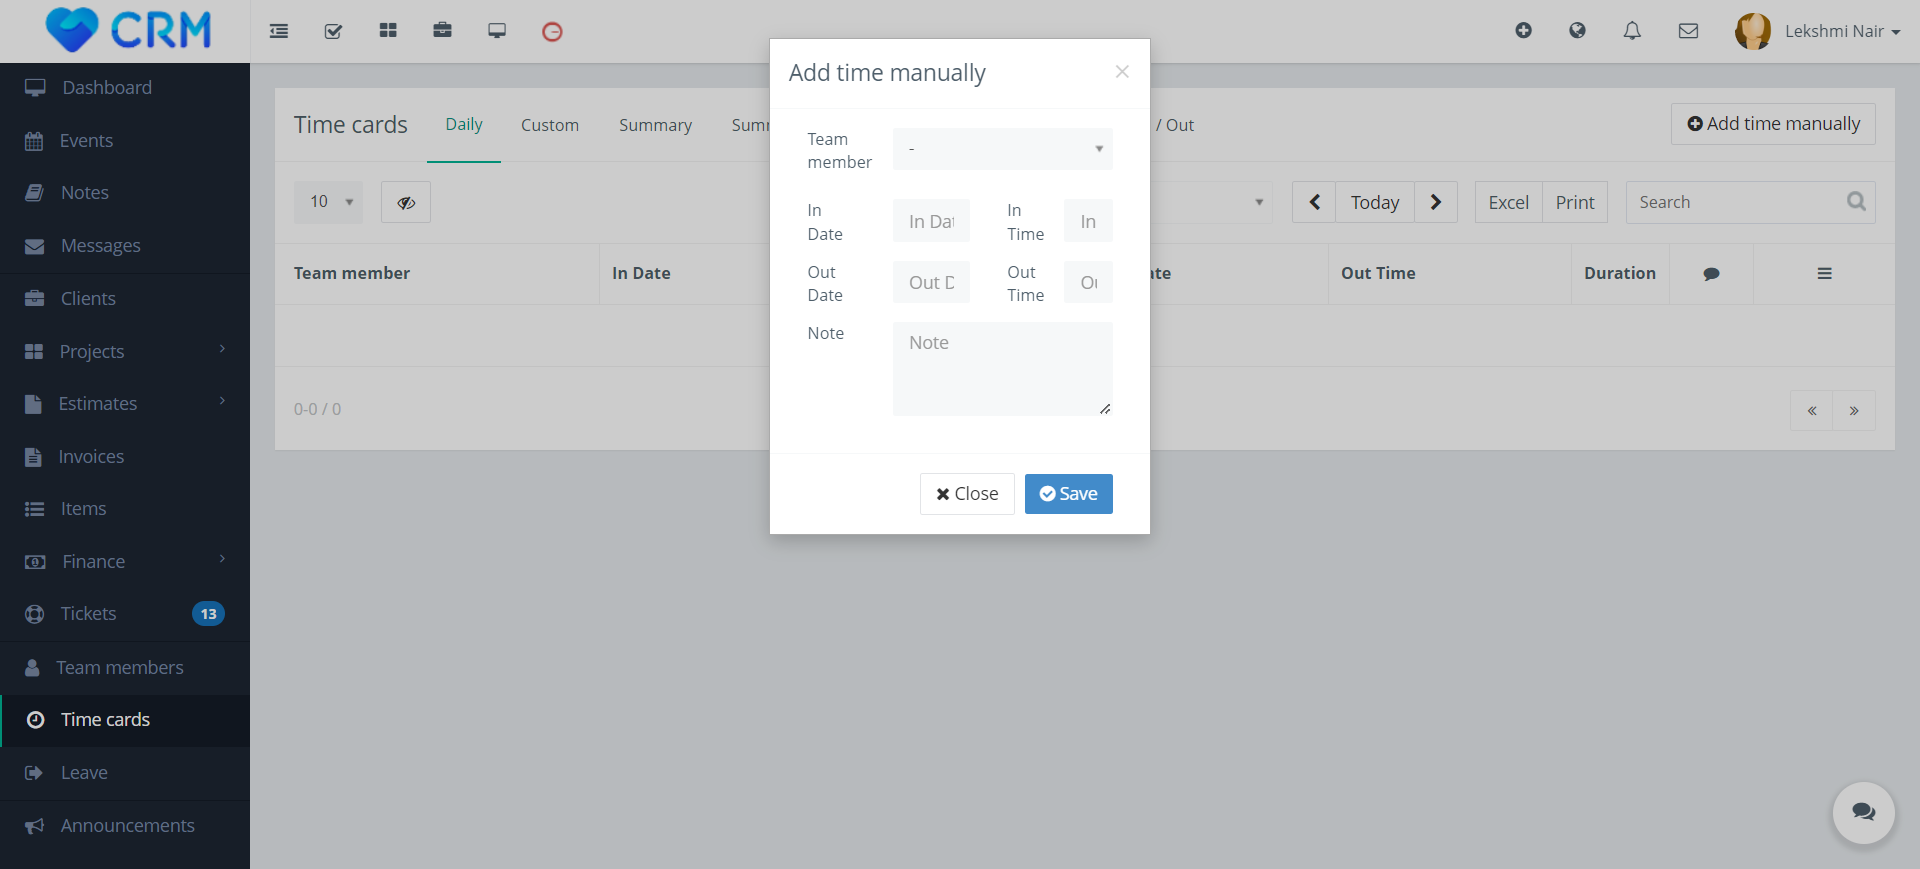 CRM
Lekshmi Nair
Dashboard
Events
Notes
Messages
Clients
Projects
Estimates
Invoices
Items
Finance
Tickets 13
Team members
Time cards
Leave
Announcements
Time cards Daily Custom Summary Sum / Out
Add time manually
10 Today Excel Print Search
Team member In Date Out Time Duration
0-0 / 0
« »
Add time manually
×
Team member -
In Date In Dat In Time In
Out Date Out D Out Time Ou
Note Note
Close Save